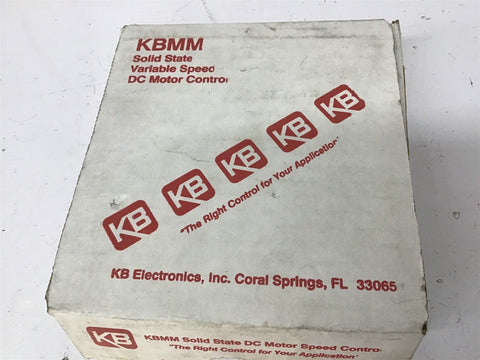 KBMM
Solid State
Variable Speed
DC Motor Control
KB KB KB KB KB
"The Right Control for Your Application"
KB Electronics, Inc. Coral Springs, FL 33065
KB KBMM Solid State DC Motor Speed Control
"The Right Control for Your Application"